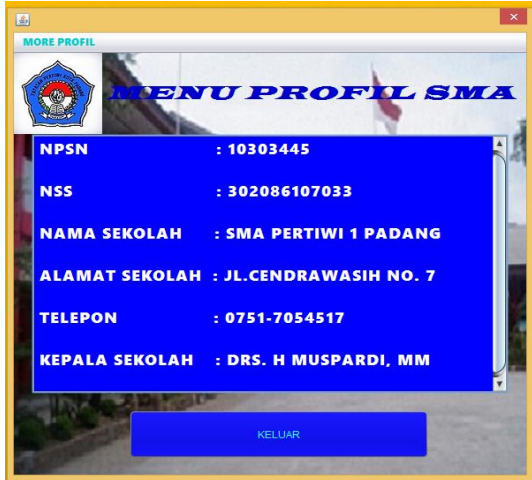 MORE PROFIL
MENU PROFIL SMA
NPSN : 10303445
NSS : 302086107033
NAMA SEKOLAH : SMA PERTIWI 1 PADANG
ALAMAT SEKOLAH : JL.CENDRAWASIH NO. 7
TELEPON : 0751-7054517
KEPALA SEKOLAH : DRS. H MUSPARDI, MM
KELUAR